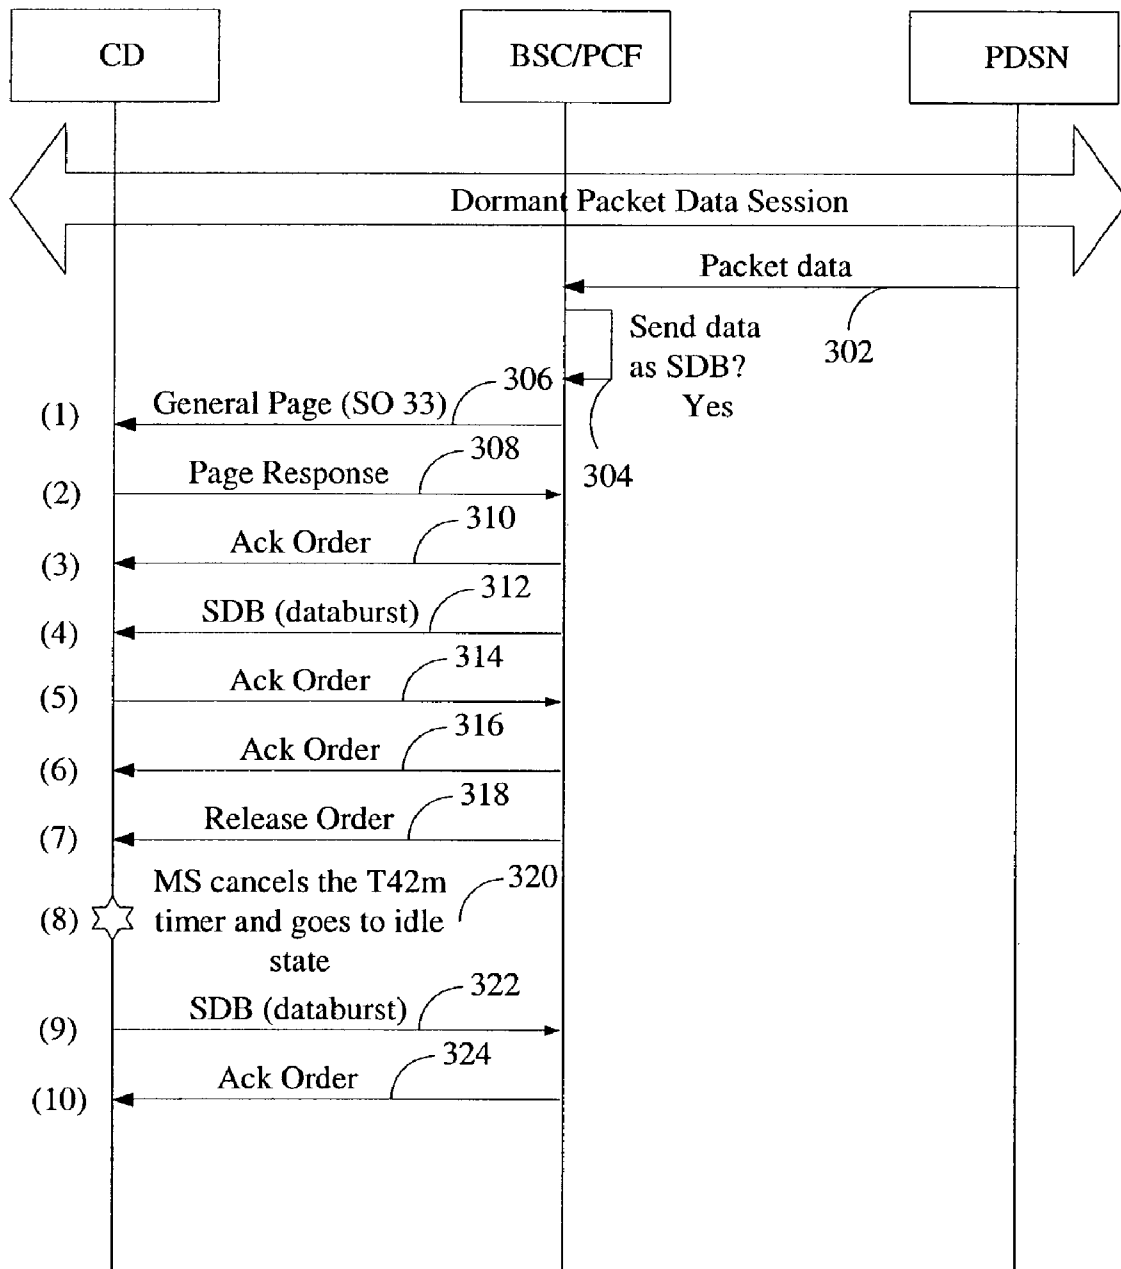 CD
BSC/PCF
PDSN
Dormant Packet Data Session
Packet data
302
Send data
as SDB?
Yes
304
306
(1)
General Page (SO 33)
308
(2)
Page Response
310
(3)
Ack Order
312
(4)
SDB (databurst)
314
(5)
Ack Order
316
(6)
Ack Order
318
(7)
Release Order
320
(8)
MS cancels the T42m
timer and goes to idle
state
322
(9)
SDB (databurst)
324
(10)
Ack Order